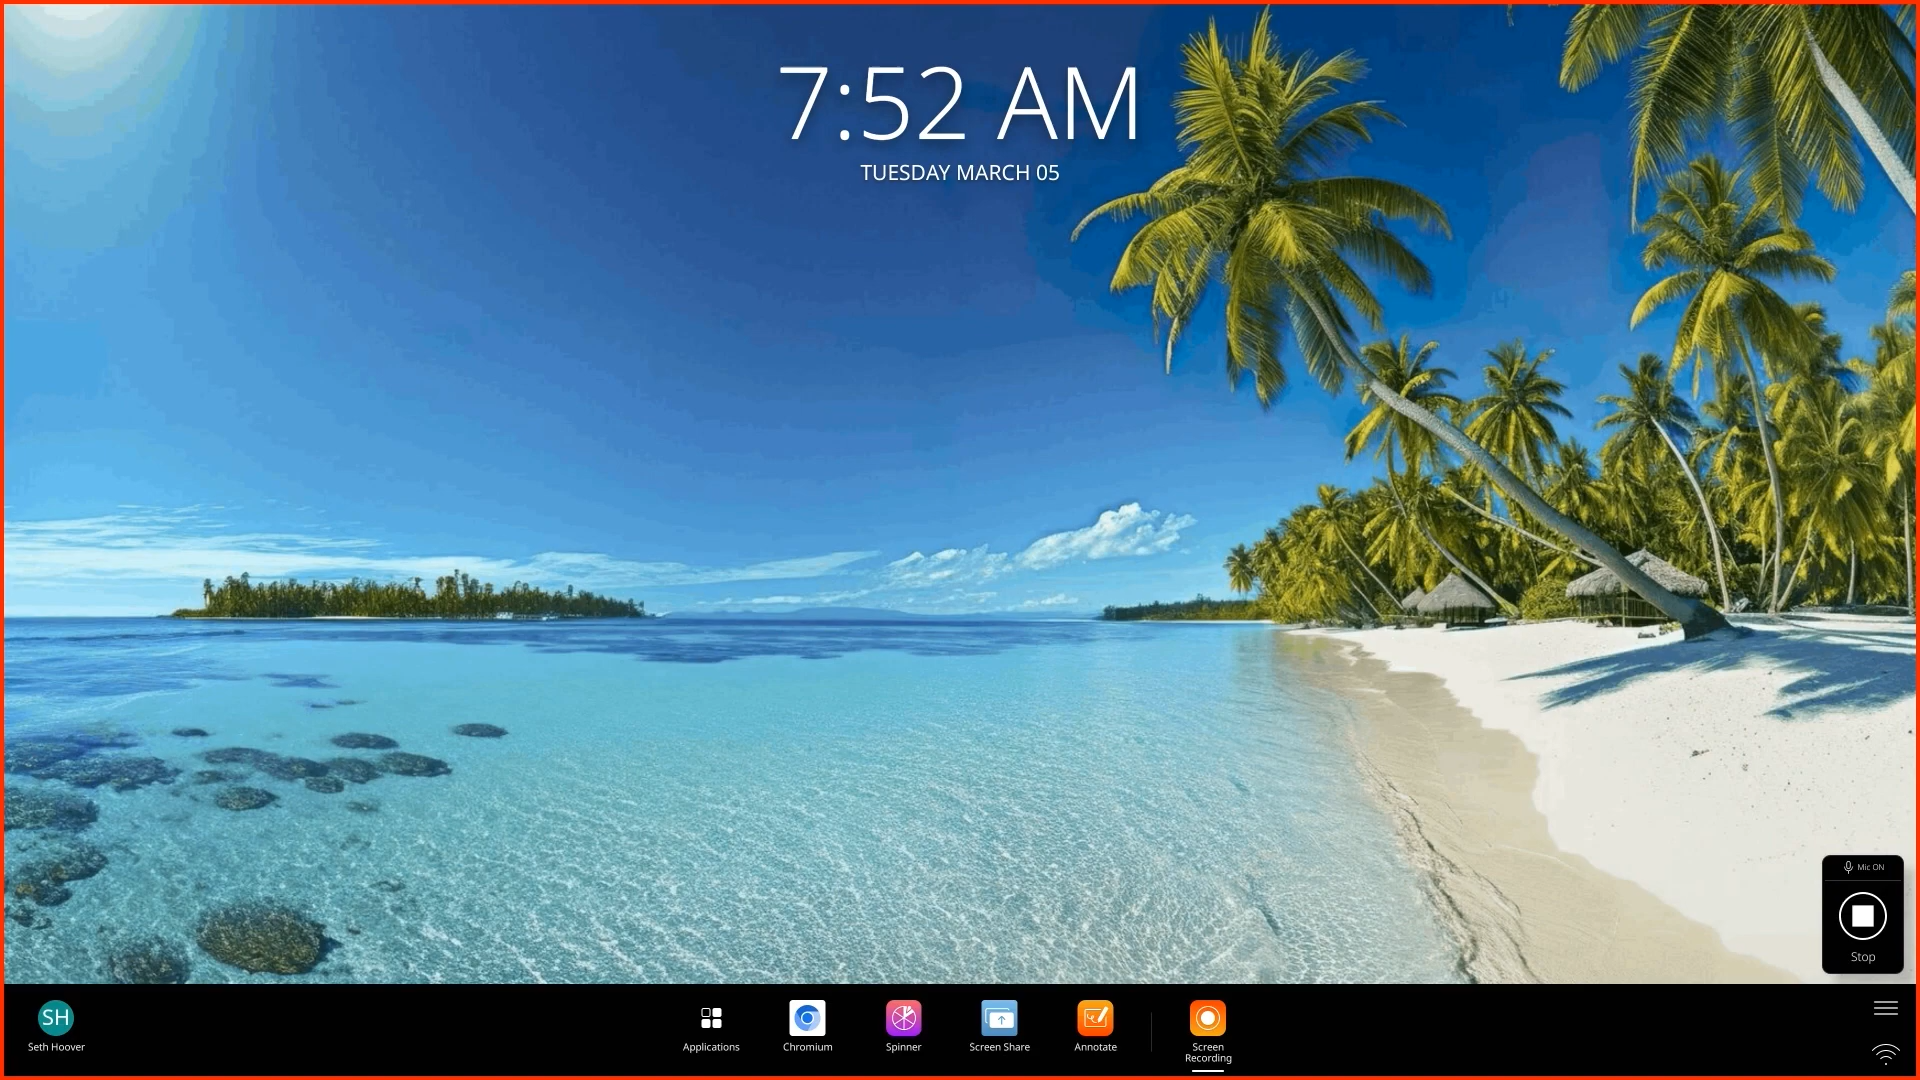 7:52 AM
TUESDAY MARCH 05
Mic ON
Stop
SH
Seth Hoover
Applications
Chromium
Spinner
Screen Share
Annotate
Screen
Recording